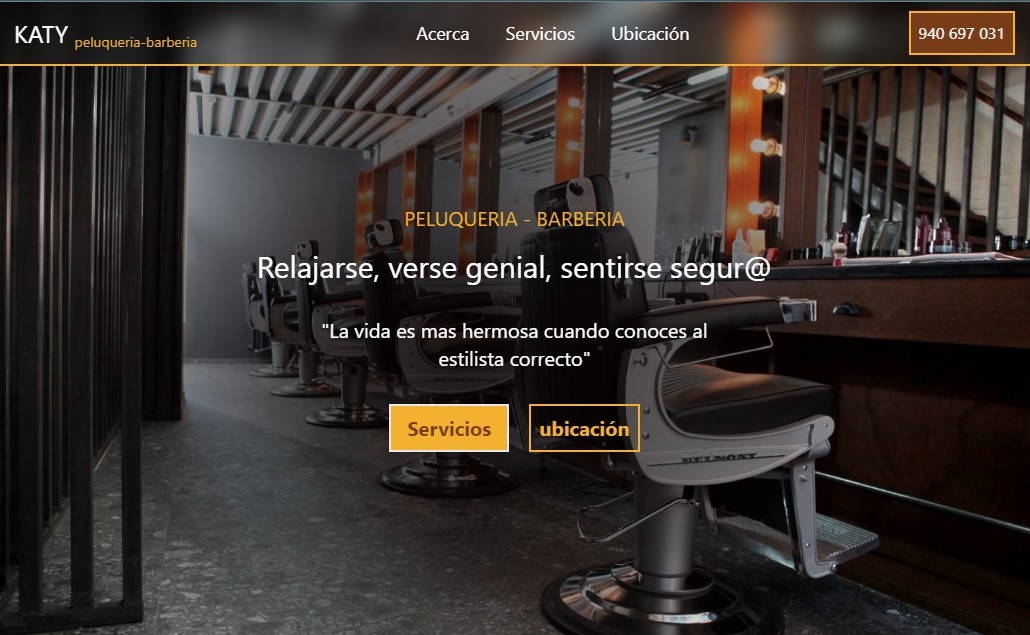 KATY peluqueria-barberia
Acerca Servicios Ubicación
940 697 031
PELUQUERIA - BARBERIA
Relajarse, verse genial, sentirse segur@
"La vida es mas hermosa cuando conoces al
estilista correcto"
Servicios ubicación
BELMONT